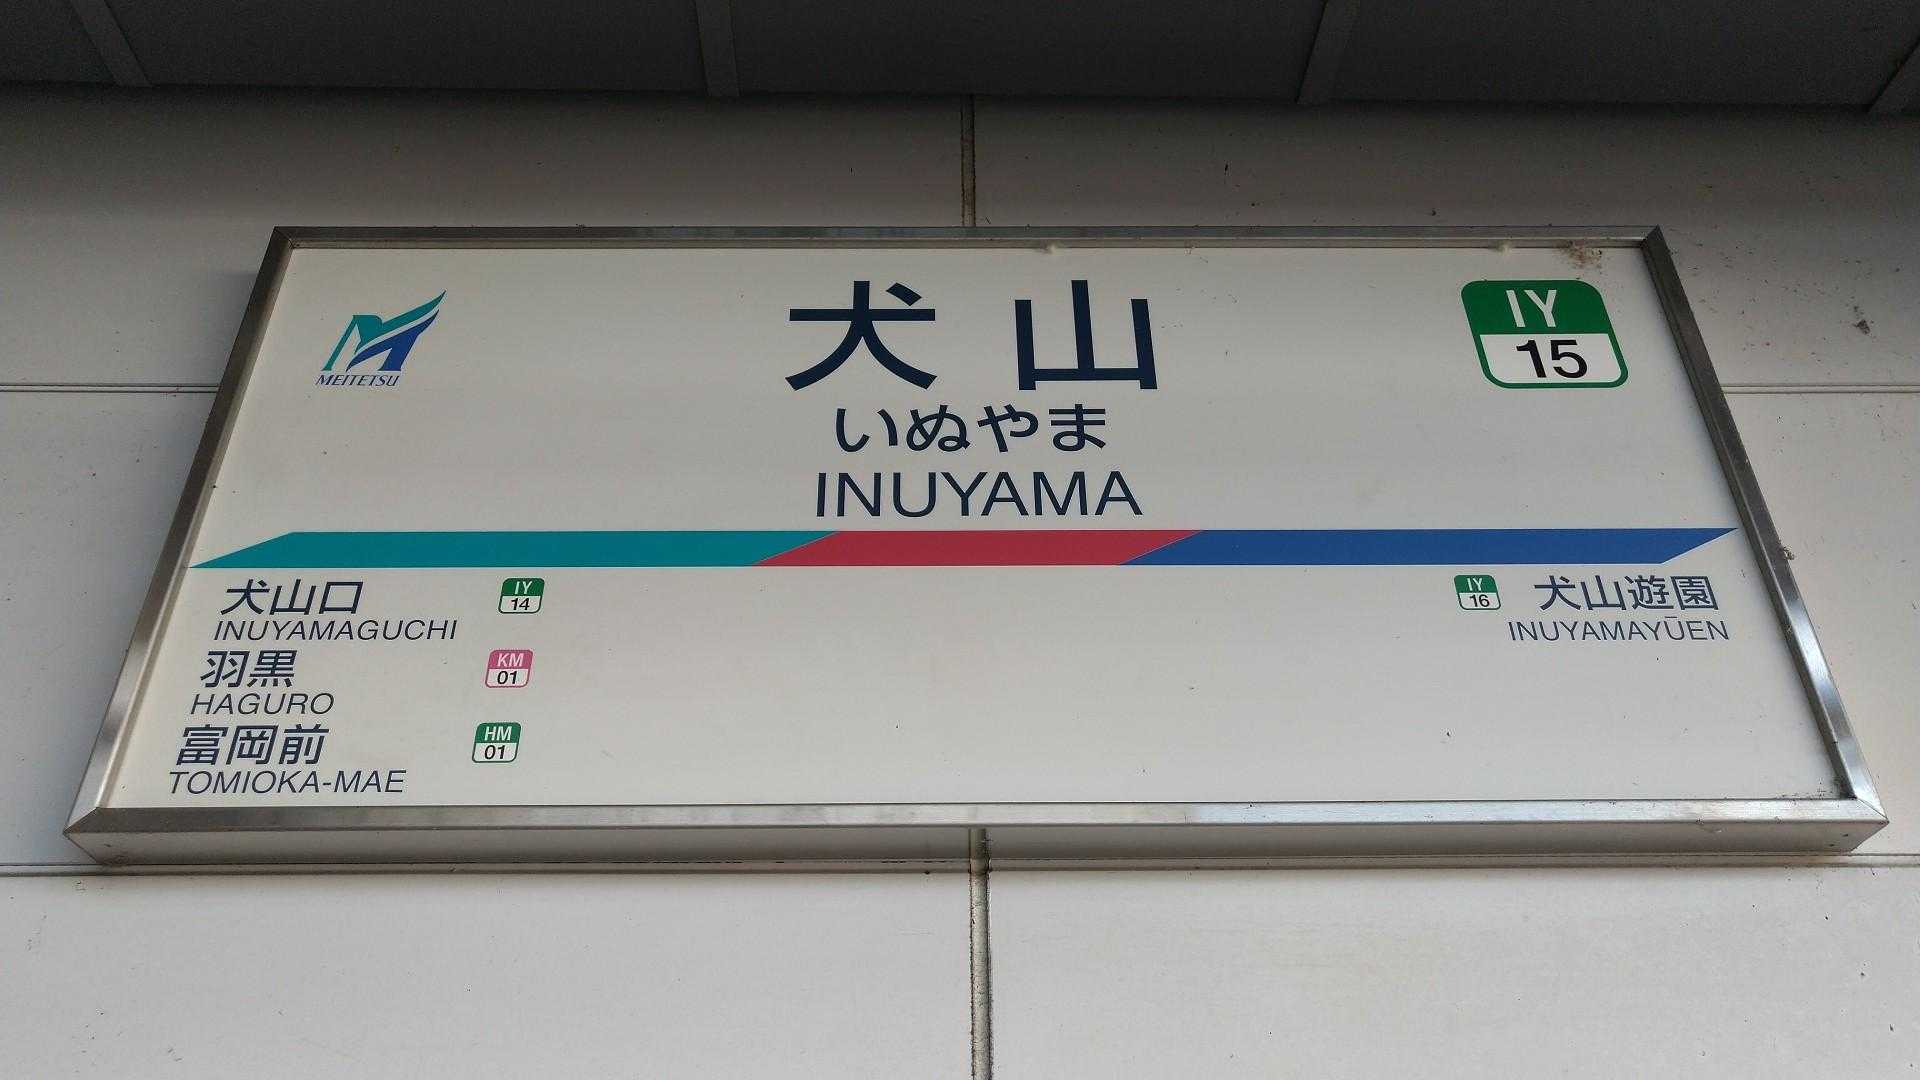 MEITETSU
犬山
いぬやま
INUYAMA
IY
15
犬山口
INUYAMAGUCHI
IY
14
羽黒
HAGURO
KM
01
富岡前
TOMIOKA-MAE
HM
01
IY
16
犬山遊園
INUYAMAYŪEN